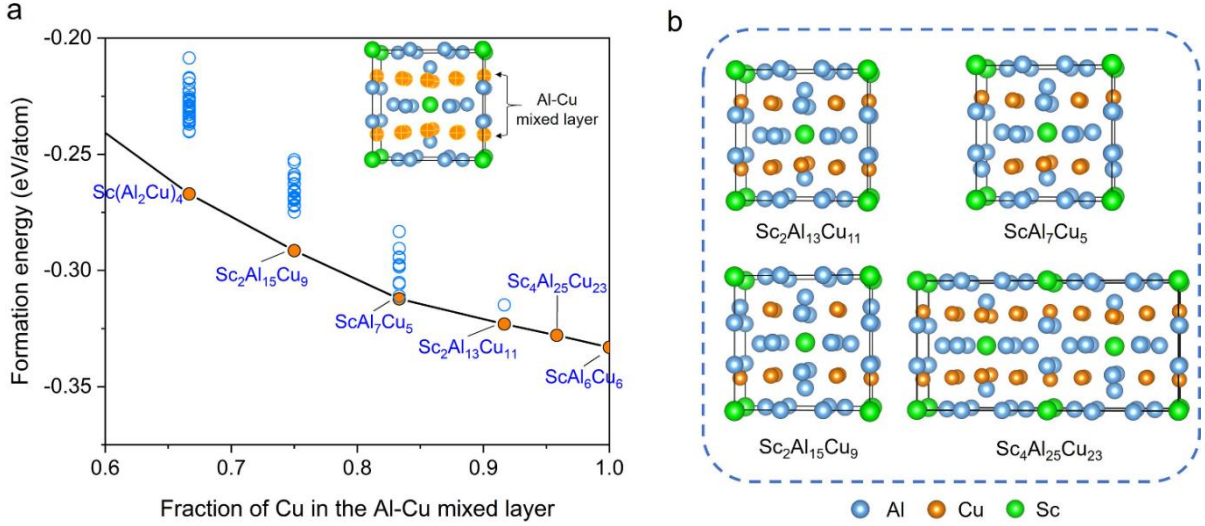 a
-0.20
-0.25
-0.30
-0.35
Formation energy (eV/atom)
Al-Cu
mixed layer
Sc(Al₂Cu)₄
Sc₂Al₁₅Cu₉
ScAl₇Cu₅
Sc₄Al₂₅Cu₂₃
Sc₂Al₁₃Cu₁₁
ScAl₆Cu₆
0.6 0.7 0.8 0.9 1.0
Fraction of Cu in the Al-Cu mixed layer
b
Sc₂Al₁₃Cu₁₁ ScAl₇Cu₅
Sc₂Al₁₅Cu₉ Sc₄Al₂₅Cu₂₃
Al Cu Sc